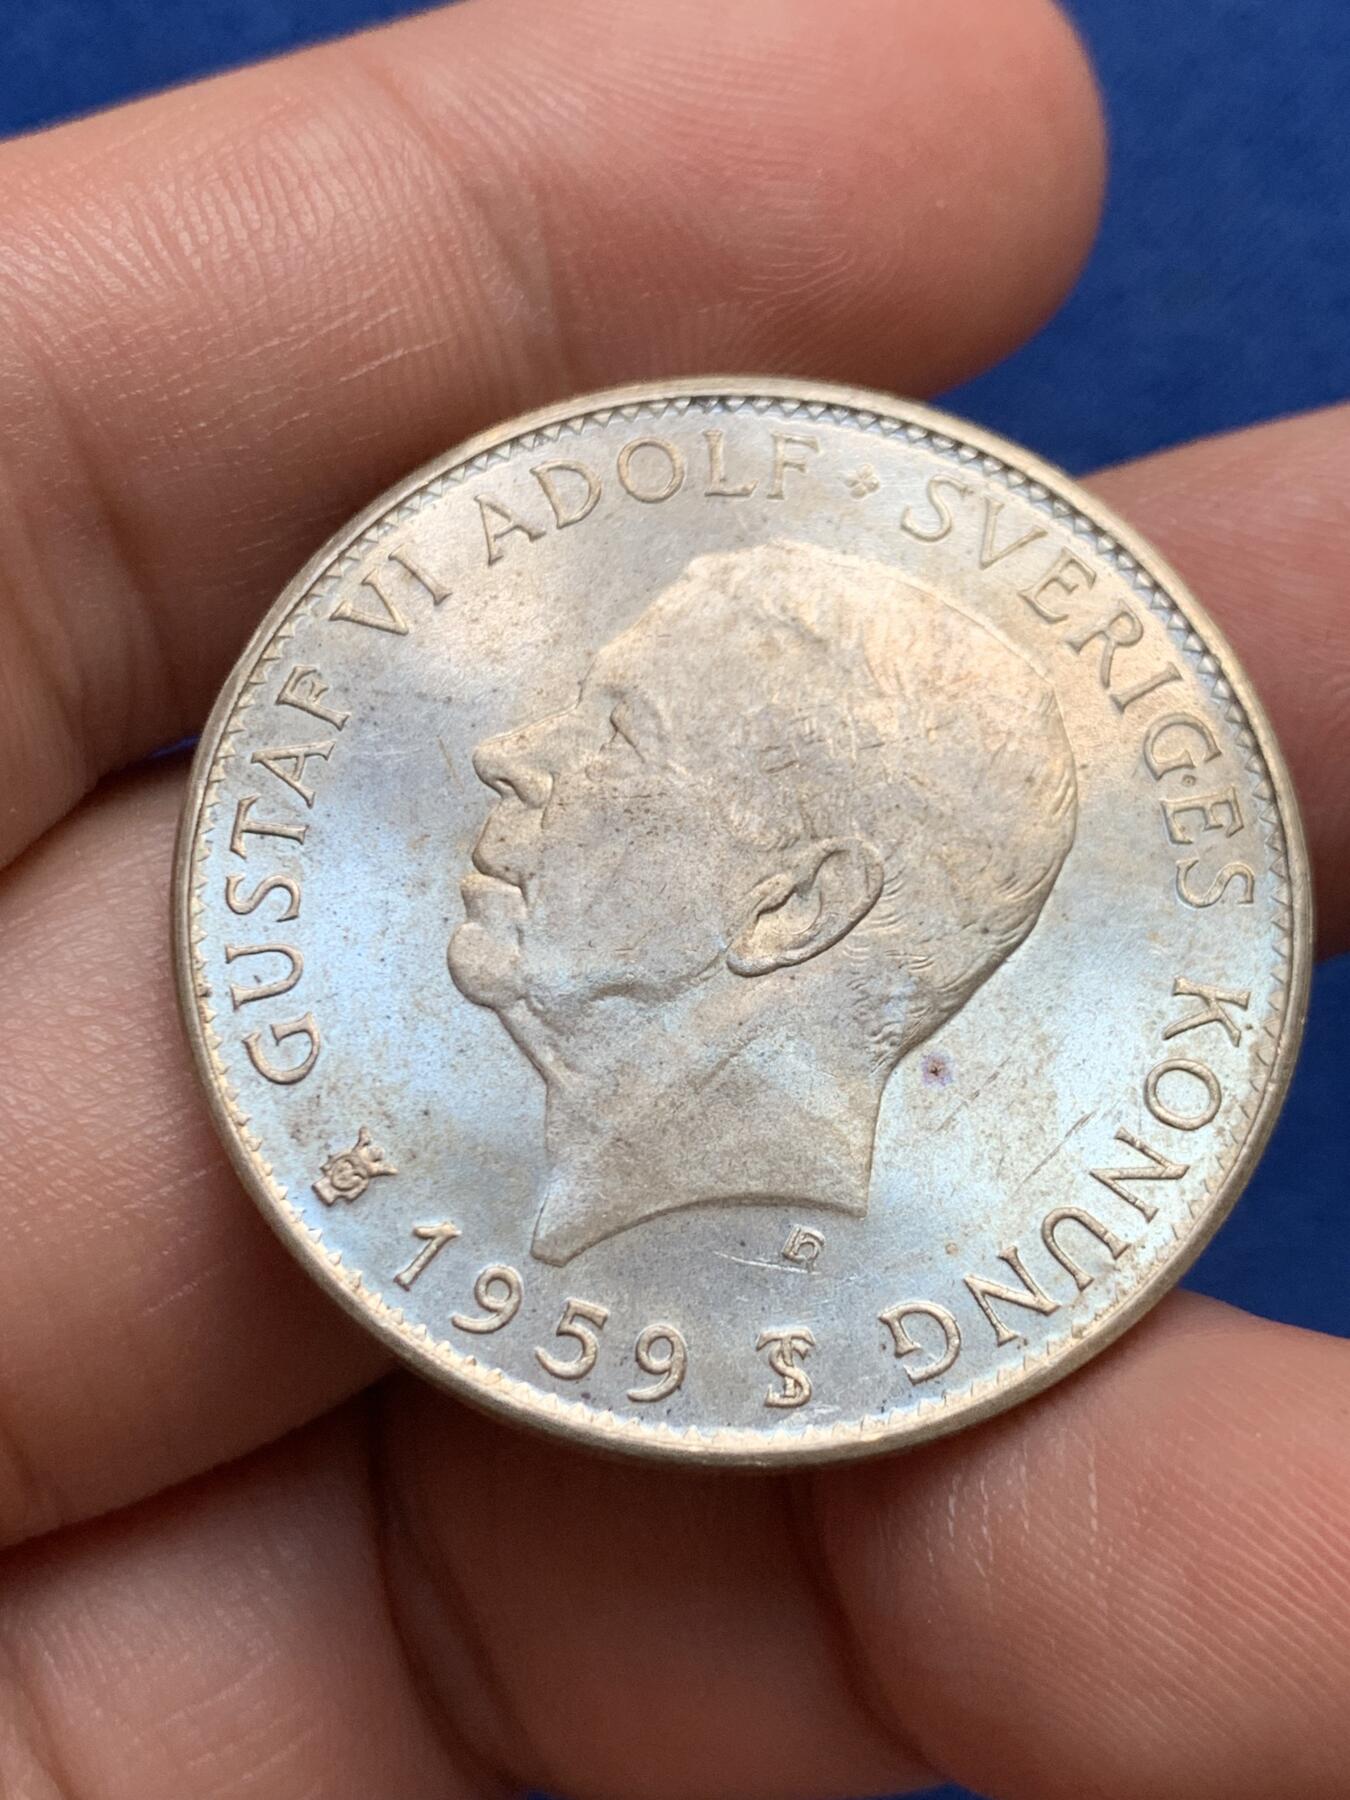 GUSTAF VI ADOLF SVERIGES KONUNG
1959 TS